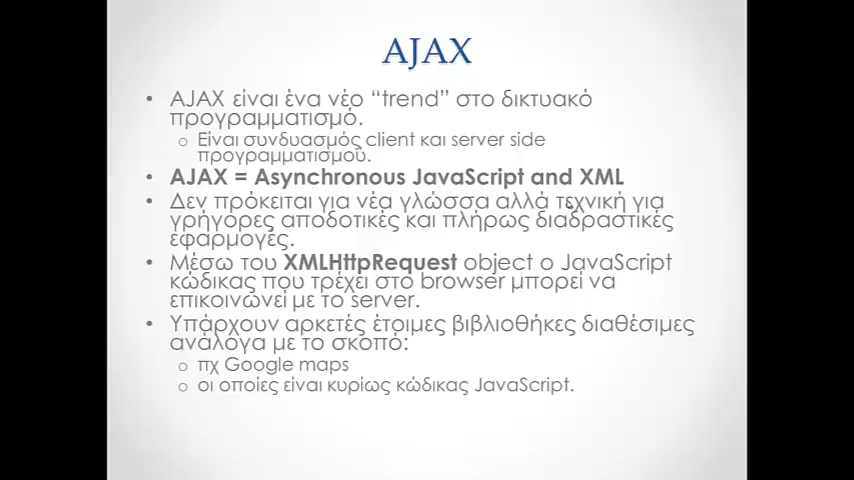 AJAX
• AJAX είναι ένα νέο “trend” στο δικτυακό
προγραμματισμό.
o Είναι συνδυασμός client και server side
προγραμματισμού.
• AJAX = Asynchronous JavaScript and XML
• Δεν πρόκειται για νέα γλώσσα αλλά τεχνική για
γρήγορες αποδοτικές και πλήρως διαδραστικές
εφαρμογές.
• Μέσω του XMLHttpRequest object ο JavaScript
κώδικας που τρέχει στο browser μπορεί να
επικοινωνεί με το server.
• Υπάρχουν αρκετές έτοιμες βιβλιοθήκες διαθέσιμες
ανάλογα με το σκοπό:
o πχ Google maps
o οι οποίες είναι κυρίως κώδικας JavaScript.